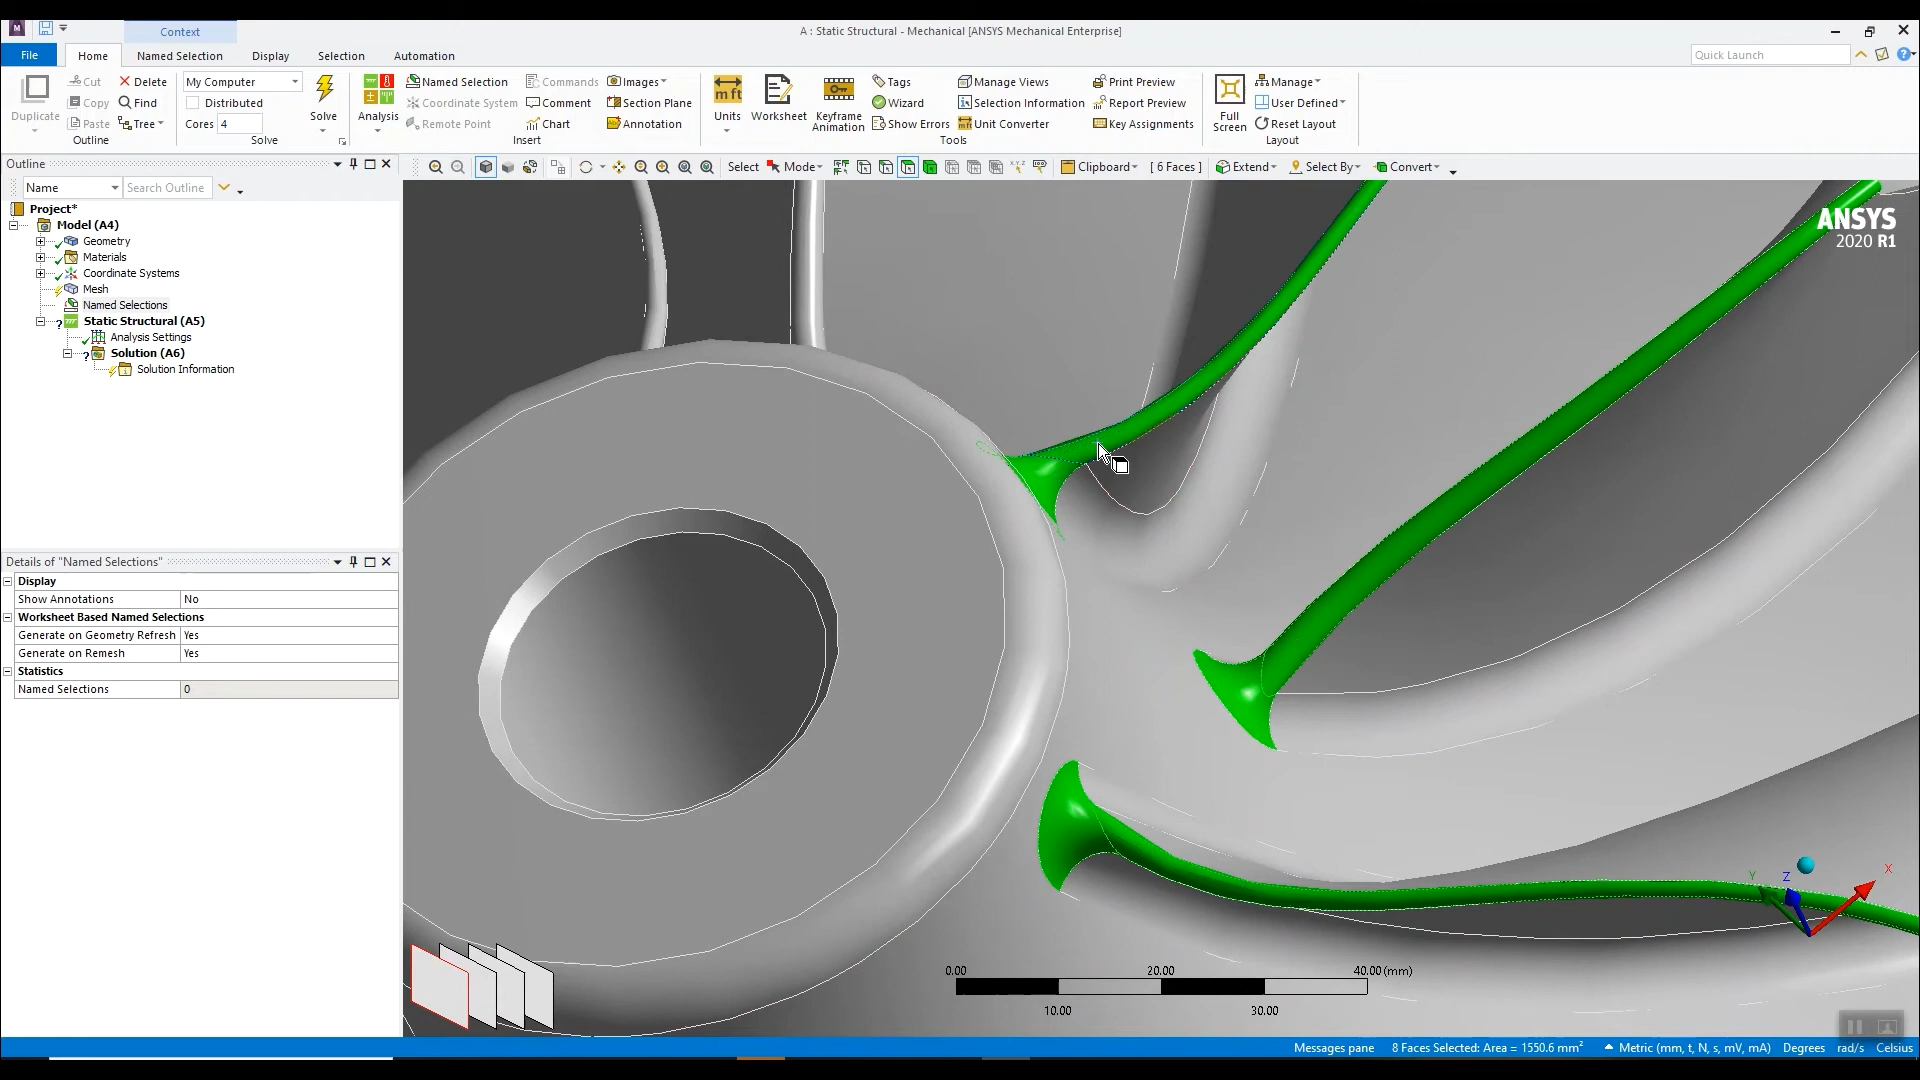 Context
A : Static Structural - Mechanical [ANSYS Mechanical Enterprise]
File Home Named Selection Display Selection Automation
Quick Launch
Duplicate
Cut Delete
Copy Find
Paste Tree
Outline
My Computer
Distributed
Cores 4
Solve
Solve
Analysis
Named Selection Commands Images
Coordinate System Comment Section Plane
Remote Point Chart Annotation
Insert
mft
Units
Worksheet
Keyframe
Animation
Tags Manage Views Print Preview
Wizard Selection Information Report Preview
Show Errors Unit Converter Key Assignments
Tools
Full
Screen
Manage
User Defined
Reset Layout
Layout
Outline
Select Mode Clipboard [ 6 Faces ] Extend Select By Convert
Name Search Outline
Project*
Model (A4)
Geometry
Materials
Coordinate Systems
Mesh
Named Selections
Static Structural (A5)
Analysis Settings
Solution (A6)
Solution Information
Details of "Named Selections"
Display
Show Annotations No
Worksheet Based Named Selections
Generate on Geometry Refresh Yes
Generate on Remesh Yes
Statistics
Named Selections 0
ANSYS
2020 R1
Y Z X
0.00 20.00 40.00 (mm)
10.00 30.00
Messages pane 8 Faces Selected: Area = 1550.6 mm² Metric (mm, t, N, s, mV, mA) Degrees rad/s Celsius